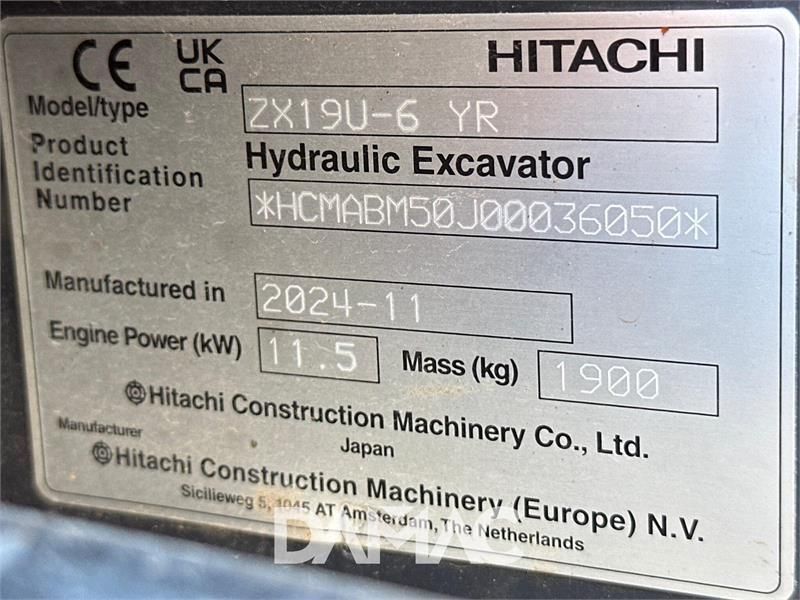 CE UK CA HITACHI
Model/type ZX19U-6 YR
Product Identification Number
Hydraulic Excavator
*HCMABM50J00036050*
Manufactured in 2024-11
Engine Power (kW) 11.5 Mass (kg) 1900
Hitachi Construction Machinery Co., Ltd.
Japan
Manufacturer
Hitachi Construction Machinery (Europe) N.V.
Sicilieweg 5, 1045 AT Amsterdam, The Netherlands
DAMAC